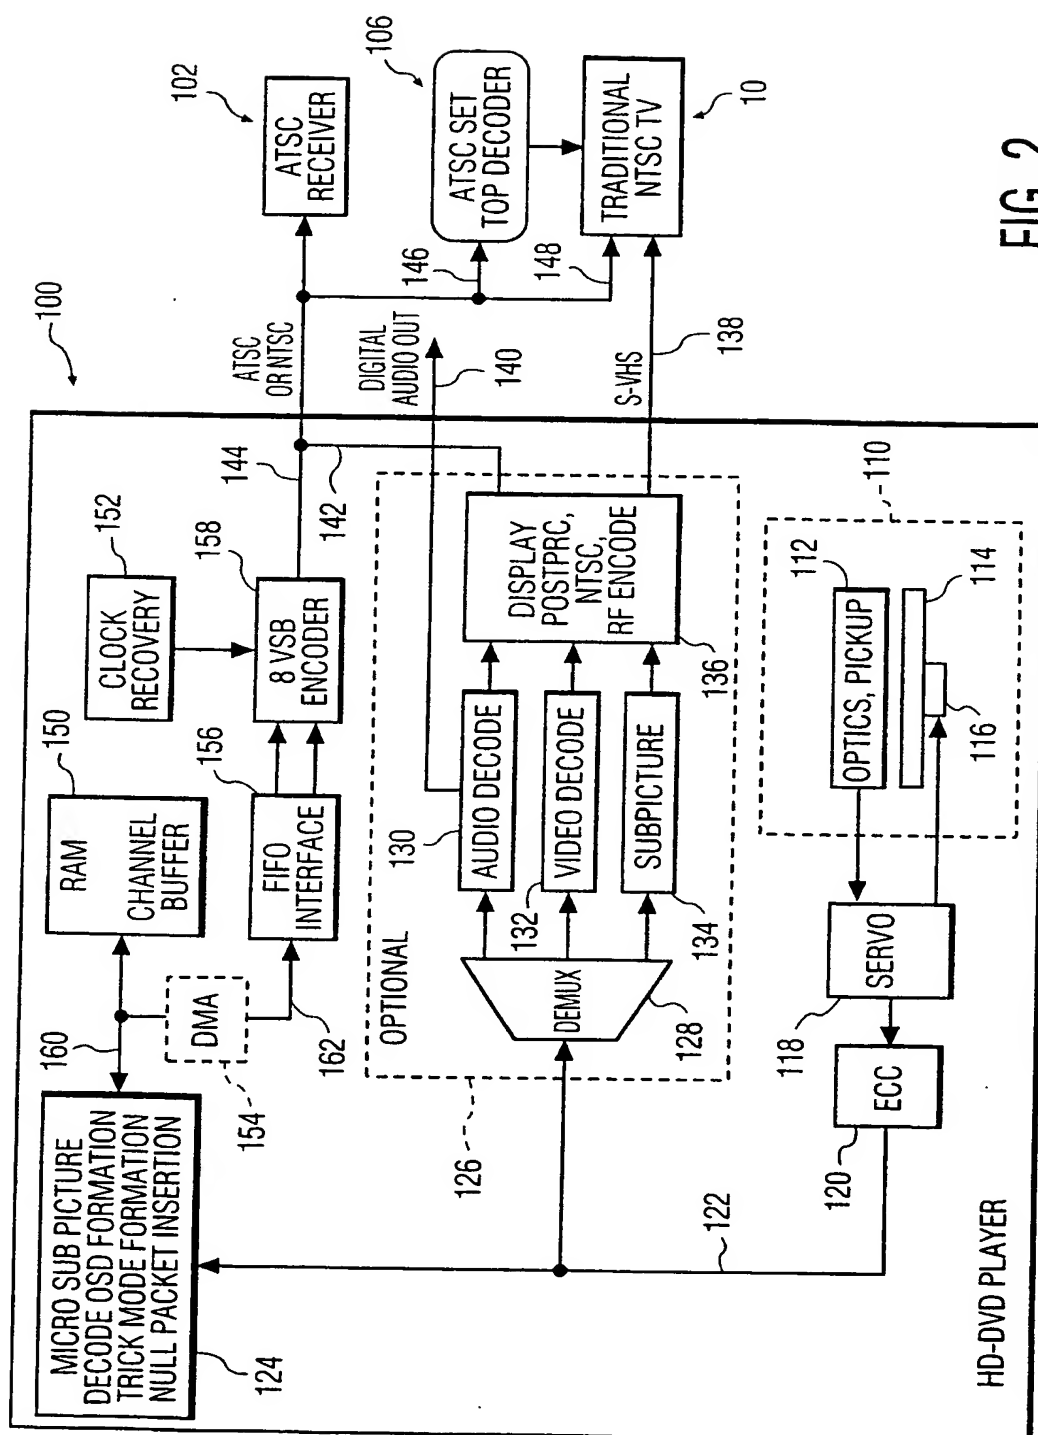 MICRO SUB PICTURE
DECODE OSD FORMATION
TRICK MODE FORMATION
NULL PACKET INSERTION
124
160
RAM
CHANNEL
BUFFER
150
CLOCK
RECOVERY
152
DMA
154
162
FIFO
INTERFACE
156
8 VSB
ENCODER
158
144
142
100
ATSC
OR NTSC
ATSC
RECEIVER
102
DIGITAL
AUDIO OUT
140
146
ATSC SET
TOP DECODER
106
148
TRADITIONAL
NTSC TV
10
S-VHS
138
OPTIONAL
126
DEMUX
128
AUDIO DECODE
130
VIDEO DECODE
132
SUBPICTURE
134
DISPLAY
POSTPRC,
NTSC,
RF ENCODE
136
122
ECC
120
SERVO
118
OPTICS, PICKUP
112
110
114
116
HD-DVD PLAYER
FIG. 2